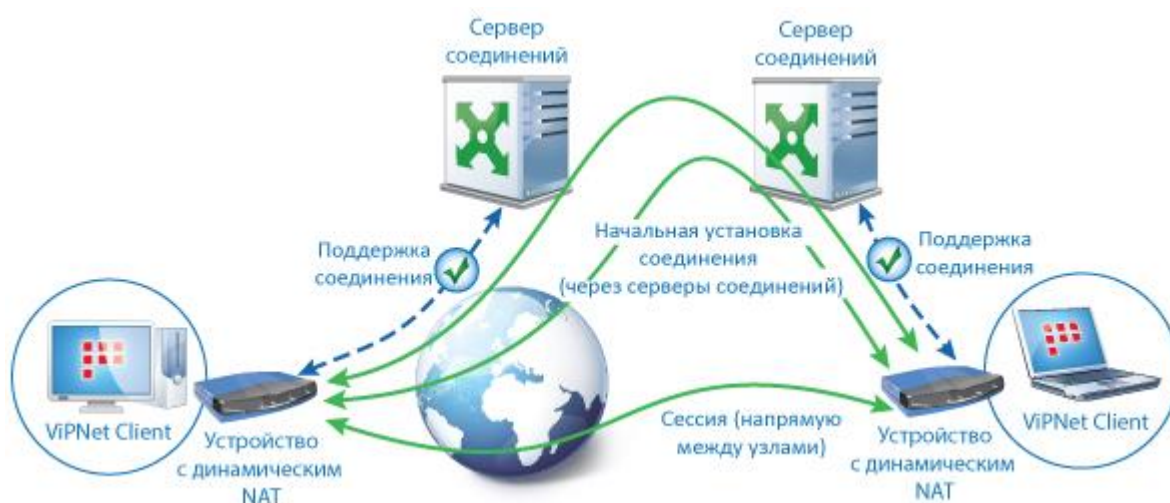 Сервер
соединений
Сервер
соединений
Поддержка
соединения
Начальная установка
соединения
(через серверы соединений)
Поддержка
соединения
ViPNet Client
Устройство
с динамическим
NAT
Сессия (напрямую
между узлами)
Устройство
с динамическим
NAT
ViPNet Client